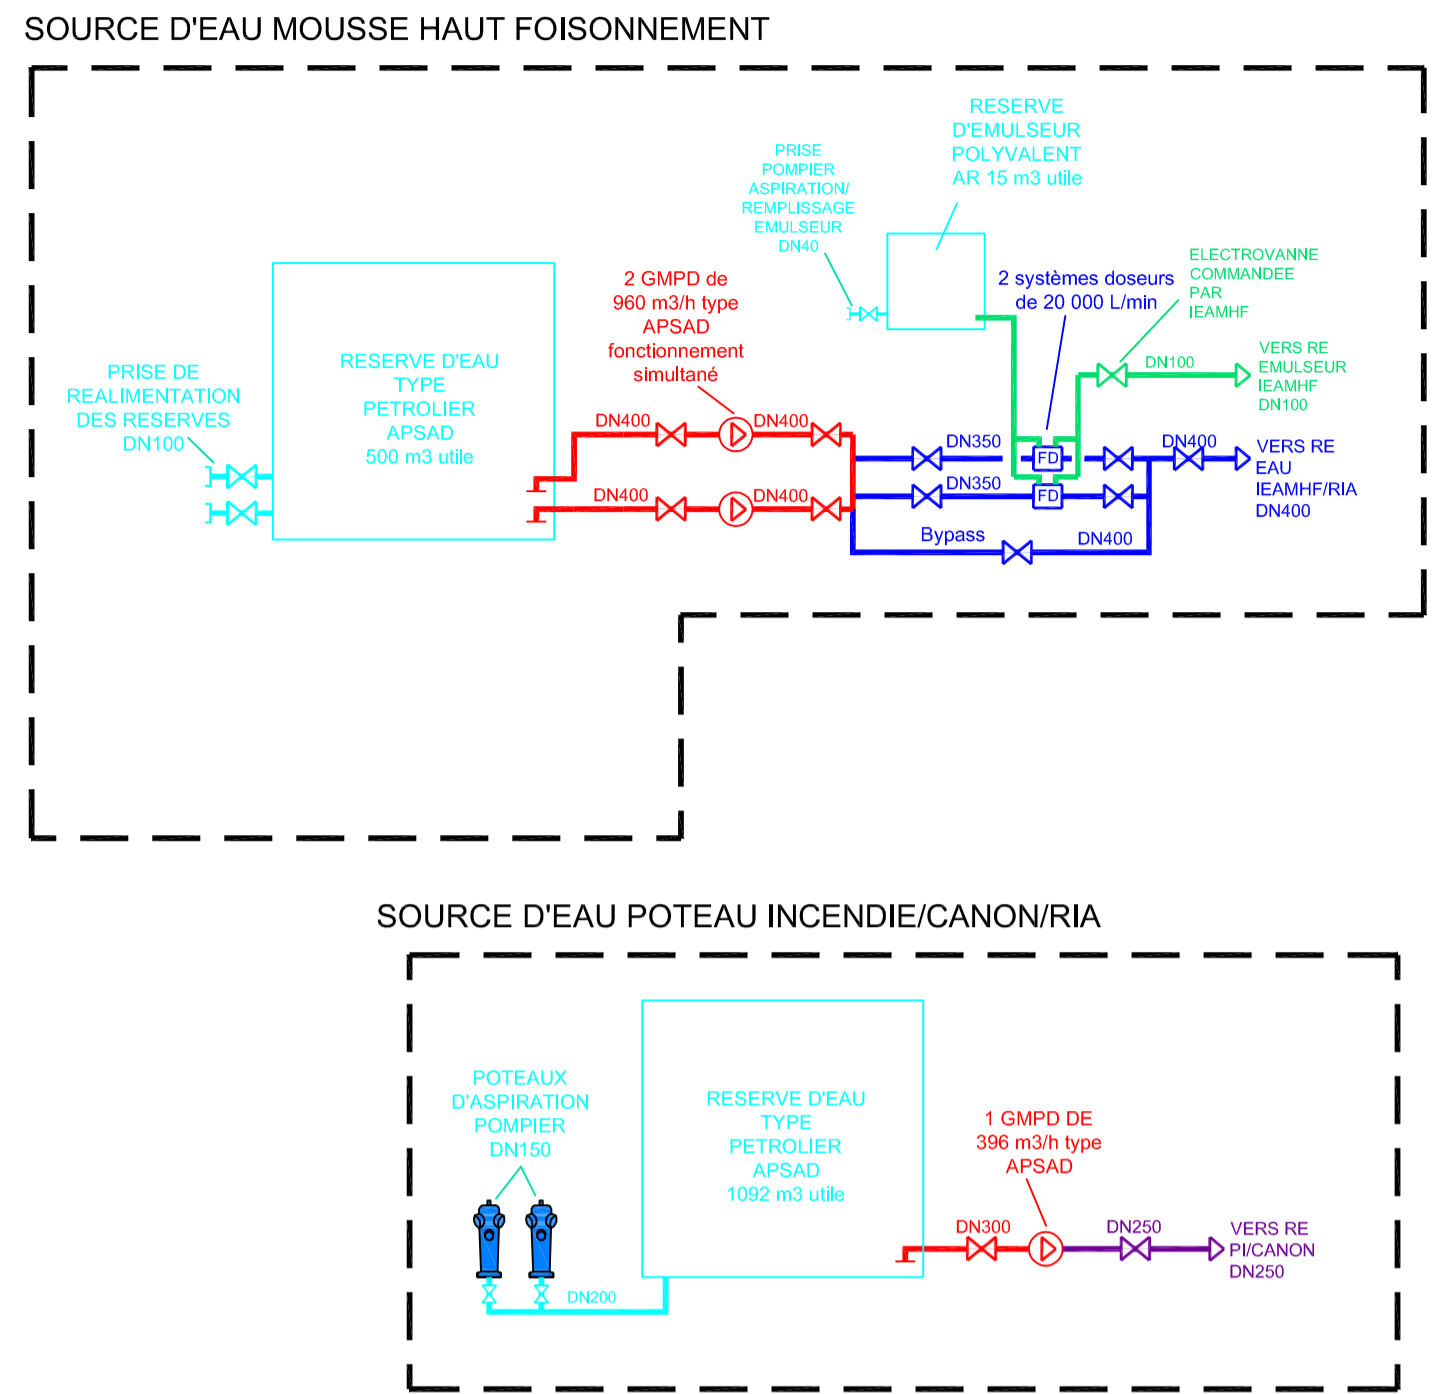 SOURCE D'EAU MOUSSE HAUT FOISONNEMENT
RESERVE
D'EMULSEUR
POLYVALENT
AR 15 m3 utile
PRISE
POMPIER
ASPIRATION/
REMPLISSAGE
EMULSEUR
DN40
ELECTROVANNE
COMMANDEE
PAR
IEAMHF
2 GMPD de
960 m3/h type
APSAD
fonctionnement
simultané
2 systèmes doseurs
de 20 000 L/min
PRISE DE
REALIMENTATION
DES RESERVES
DN100
RESERVE D'EAU
TYPE
PETROLIER
APSAD
500 m3 utile
DN100
VERS RE
EMULSEUR
IEAMHF
DN100
DN400
DN400
DN350
FD
DN400
VERS RE
EAU
IEAMHF/RIA
DN400
DN400
DN400
DN350
FD
Bypass
DN400
SOURCE D'EAU POTEAU INCENDIE/CANON/RIA
POTEAUX
D'ASPIRATION
POMPIER
DN150
RESERVE D'EAU
TYPE
PETROLIER
APSAD
1092 m3 utile
1 GMPD DE
396 m3/h type
APSAD
DN300
DN250
VERS RE
PI/CANON
DN250
DN200